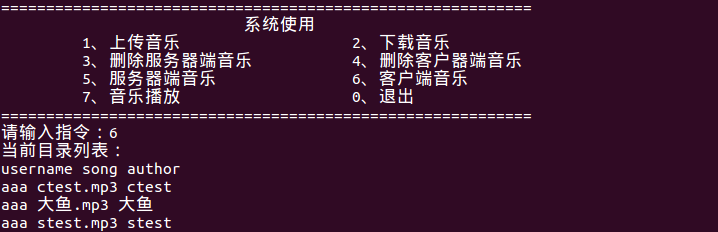 ===========================================================
系统使用
1、上传音乐 2、下载音乐
3、删除服务器端音乐 4、删除客户器端音乐
5、服务器端音乐 6、客户端音乐
7、音乐播放 0、退出
===========================================================
请输入指令：6
当前目录列表：
username song author
aaa ctest.mp3 ctest
aaa 大鱼.mp3 大鱼
aaa stest.mp3 stest